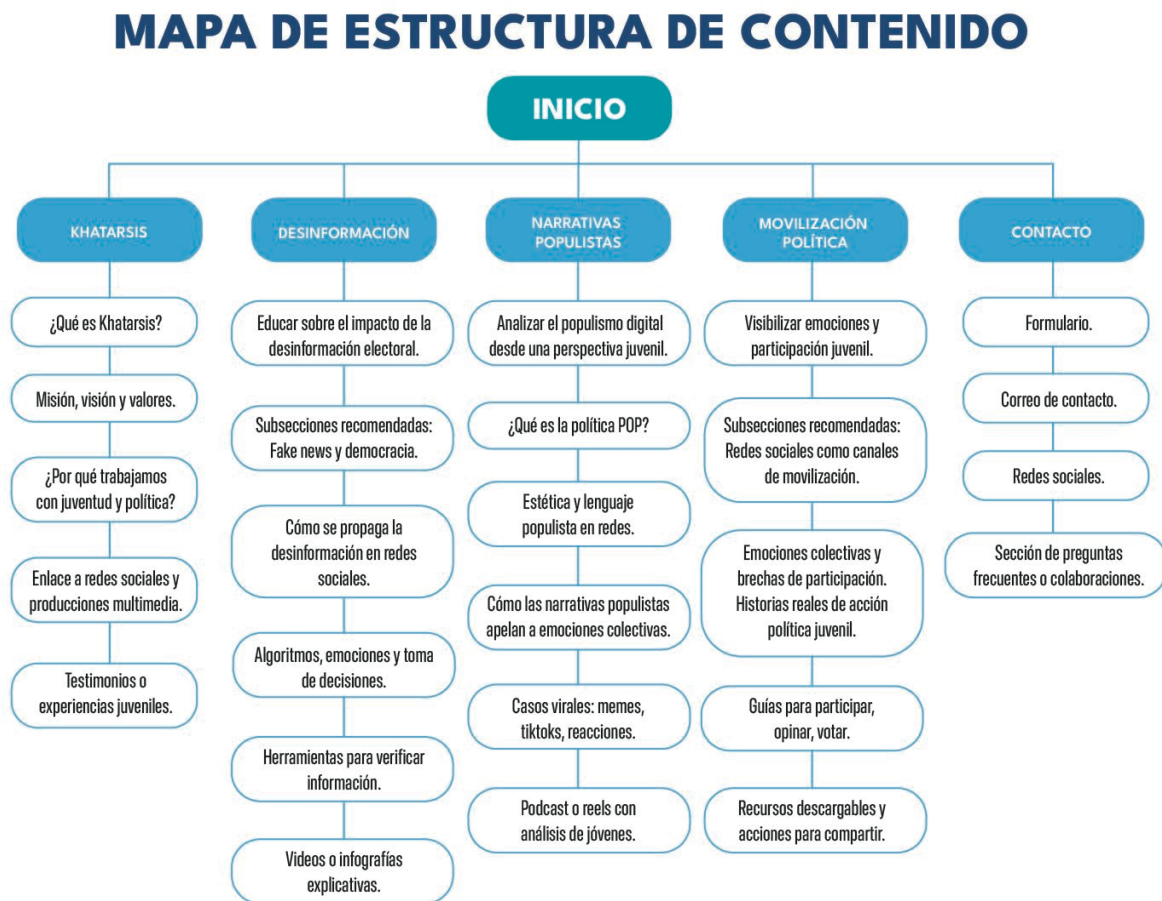 MAPA DE ESTRUCTURA DE CONTENIDO
INICIO
KHATARSIS
¿Qué es Khatarsis?
Misión, visión y valores.
¿Por qué trabajamos
con juventud y política?
Enlace a redes sociales y
producciones multimedia.
Testimonios o
experiencias juveniles.
DESINFORMACIÓN
Educar sobre el impacto de la
desinformación electoral.
Subsecciones recomendadas:
Fake news y democracia.
Cómo se propaga la
desinformación en redes
sociales.
Algoritmos, emociones y toma
de decisiones.
Herramientas para verificar
información.
Videos o infografías
explicativas.
NARRATIVAS
POPULISTAS
Analizar el populismo digital
desde una perspectiva juvenil.
¿Qué es la política POP?
Estética y lenguaje
populista en redes.
Cómo las narrativas populistas
apelan a emociones colectivas.
Casos virales: memes,
tiktoks, reacciones.
Podcast o reels con
análisis de jóvenes.
MOVILIZACIÓN
POLÍTICA
Visibilizar emociones y
participación juvenil.
Subsecciones recomendadas:
Redes sociales como canales
de movilización.
Emociones colectivas y
brechas de participación.
Historias reales de acción
política juvenil.
Guías para participar,
opinar, votar.
Recursos descargables y
acciones para compartir.
CONTACTO
Formulario.
Correo de contacto.
Redes sociales.
Sección de preguntas
frecuentes o colaboraciones.